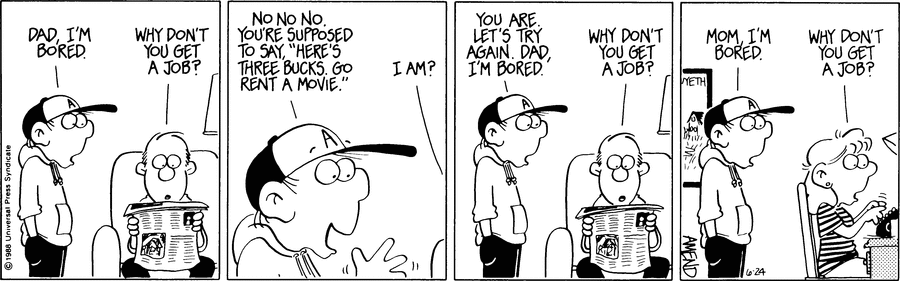 DAD, I'M
BORED.
WHY DON'T
YOU GET
A JOB?
A
© 1988 Universal Press Syndicate
NO NO NO.
YOU'RE SUPPOSED
TO SAY, "HERE'S
THREE BUCKS. GO
RENT A MOVIE."
I AM?
A
YOU ARE.
LET'S TRY
AGAIN. DAD,
I'M BORED.
WHY DON'T
YOU GET
A JOB?
A
MOM, I'M
BORED.
WHY DON'T
YOU GET
A JOB?
YETH
A
AMEND
6·24